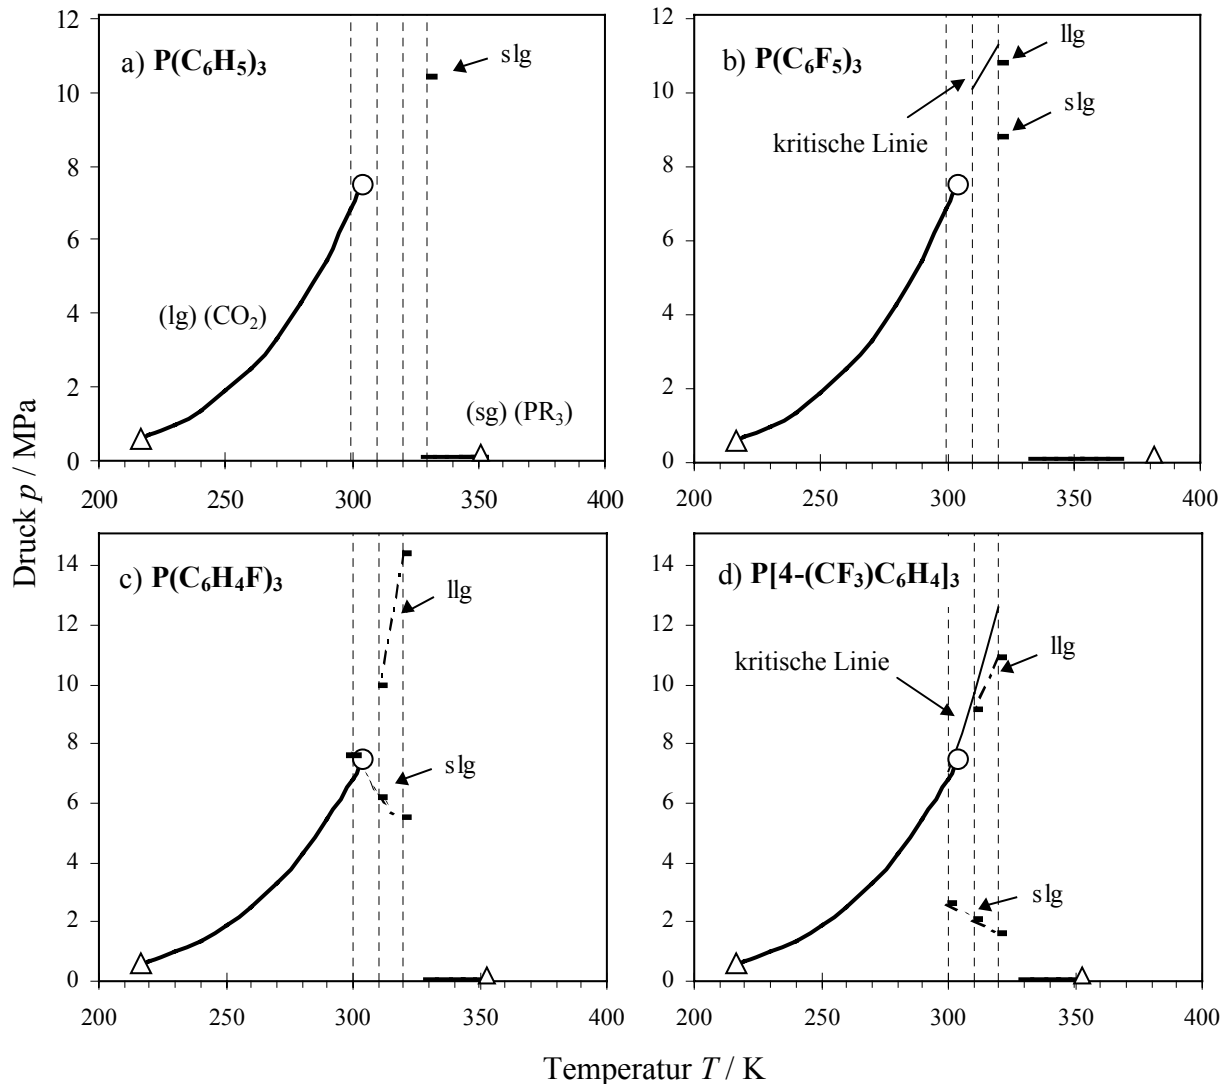 Druck p / MPa
12
10
8
6
4
2
0
a) P(C₆H₅)₃
slg
(lg) (CO₂)
(sg) (PR₃)
200 250 300 350 400
12
10
8
6
4
2
0
b) P(C₆F₅)₃
llg
slg
kritische Linie
200 250 300 350 400
14
12
10
8
6
4
2
0
c) P(C₆H₄F)₃
llg
slg
200 250 300 350 400
14
12
10
8
6
4
2
0
d) P[4-(CF₃)C₆H₄]₃
llg
kritische Linie
slg
200 250 300 350 400
Temperatur T / K